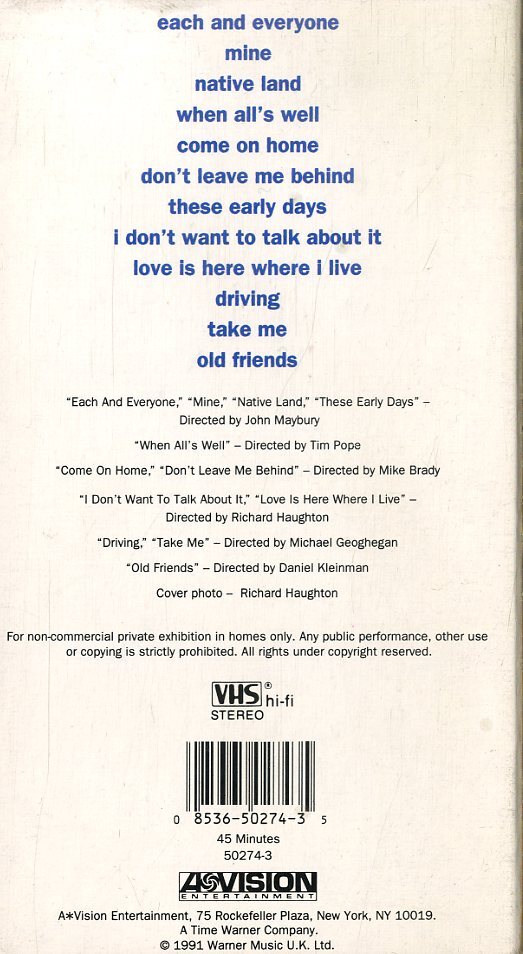 each and everyone
mine
native land
when all's well
come on home
don't leave me behind
these early days
i don't want to talk about it
love is here where i live
driving
take me
old friends
“Each And Everyone,” “Mine,” “Native Land,” “These Early Days” –
Directed by John Maybury
“When All's Well” – Directed by Tim Pope
“Come On Home,” “Don't Leave Me Behind” – Directed by Mike Brady
“I Don't Want To Talk About It,” “Love Is Here Where I Live” –
Directed by Richard Haughton
“Driving,” “Take Me” – Directed by Michael Geoghegan
“Old Friends” – Directed by Daniel Kleinman
Cover photo – Richard Haughton
For non-commercial private exhibition in homes only. Any public performance, other use
or copying is strictly prohibited. All rights under copyright reserved.
VHS® hi-fi
STEREO
0 8536-50274-3 5
45 Minutes
50274-3
A*VISION
ENTERTAINMENT
A*Vision Entertainment, 75 Rockefeller Plaza, New York, NY 10019.
A Time Warner Company.
© 1991 Warner Music U.K. Ltd.